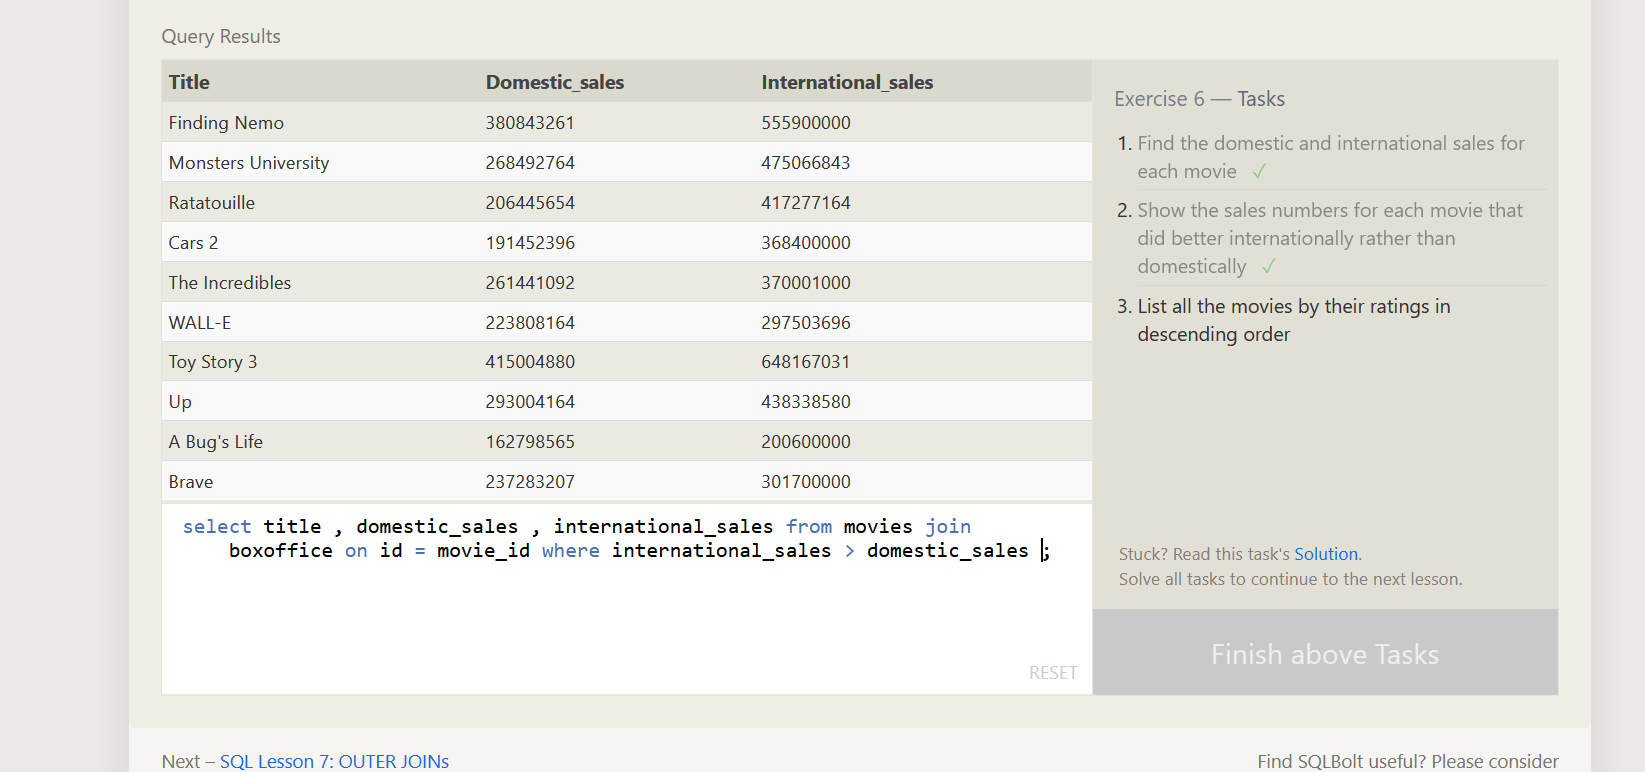 Query Results
Title Domestic_sales International_sales
Finding Nemo 380843261 555900000
Monsters University 268492764 475066843
Ratatouille 206445654 417277164
Cars 2 191452396 368400000
The Incredibles 261441092 370001000
WALL-E 223808164 297503696
Toy Story 3 415004880 648167031
Up 293004164 438338580
A Bug's Life 162798565 200600000
Brave 237283207 301700000
select title , domestic_sales , international_sales from movies join
boxoffice on id = movie_id where international_sales > domestic_sales ;
RESET
Exercise 6 — Tasks
1. Find the domestic and international sales for
each movie ✓
2. Show the sales numbers for each movie that
did better internationally rather than
domestically ✓
3. List all the movies by their ratings in
descending order
Stuck? Read this task's Solution.
Solve all tasks to continue to the next lesson.
Finish above Tasks
Next – SQL Lesson 7: OUTER JOINs
Find SQLBolt useful? Please consider